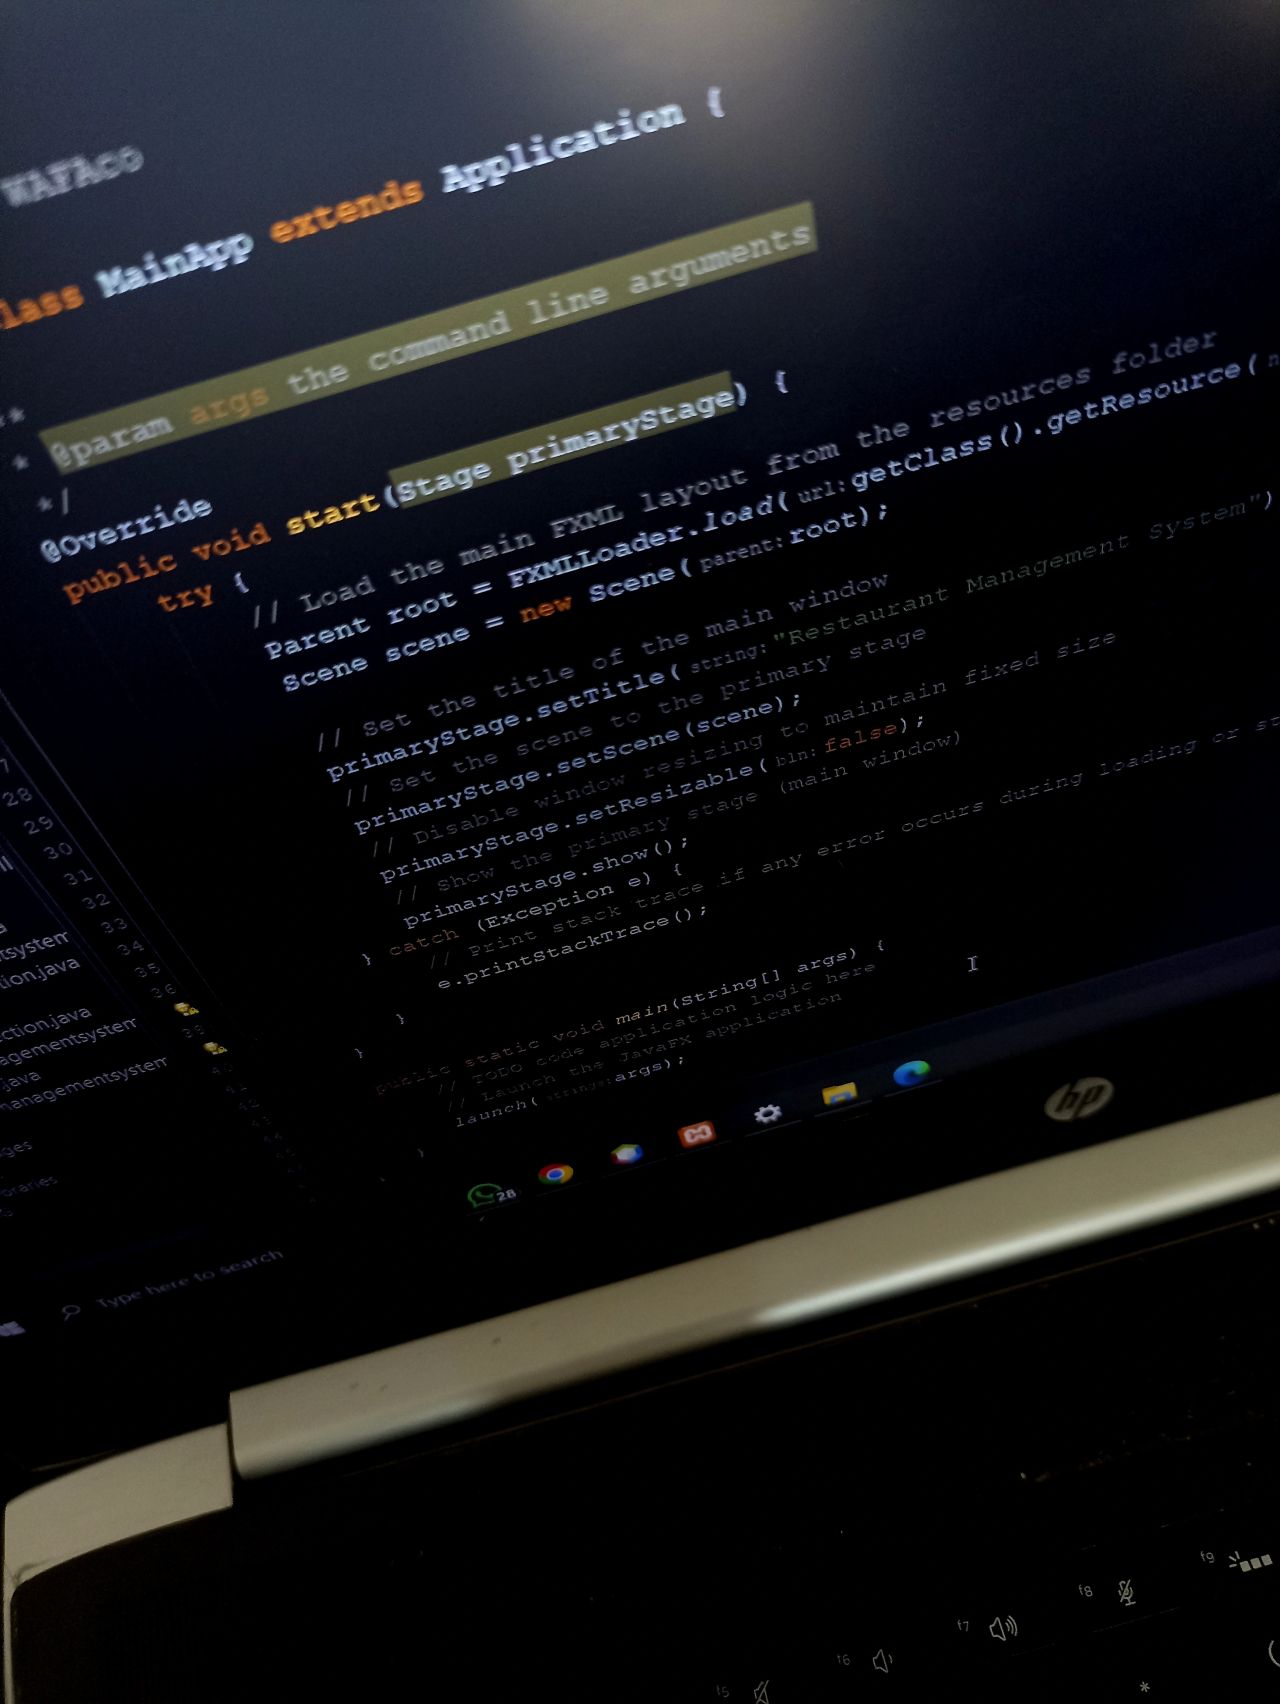 WAFAco
lass MainApp extends Application {
**
* @param args the command line arguments
*/
@Override
public void start(Stage primaryStage) {
try {
// Load the main FXML layout from the resources folder
Parent root = FXMLLoader.load( url: getClass().getResource(
Scene scene = new Scene( parent: root);
// Set the title of the main window
primaryStage.setTitle( string: "Restaurant Management System")
// Set the scene to the primary stage
primaryStage.setScene(scene);
// Disable window resizing to maintain fixed size
primaryStage.setResizable( bln: false);
// Show the primary stage (main window)
primaryStage.show();
} catch (Exception e) {
// Print stack trace if any error occurs during loading or st
e.printStackTrace();
}
}
public static void main(String[] args) {
// TODO code application logic here
// Launch the JavaFX application
launch( strings: args);
}
7
28
29
30
31
32
33
34
35
36
tsystem
tion.java
ction.java
agementsystem
.java
managementsystem
ges
braries
Type here to search
28
hp
f5
f6
f7
f8
f9
*